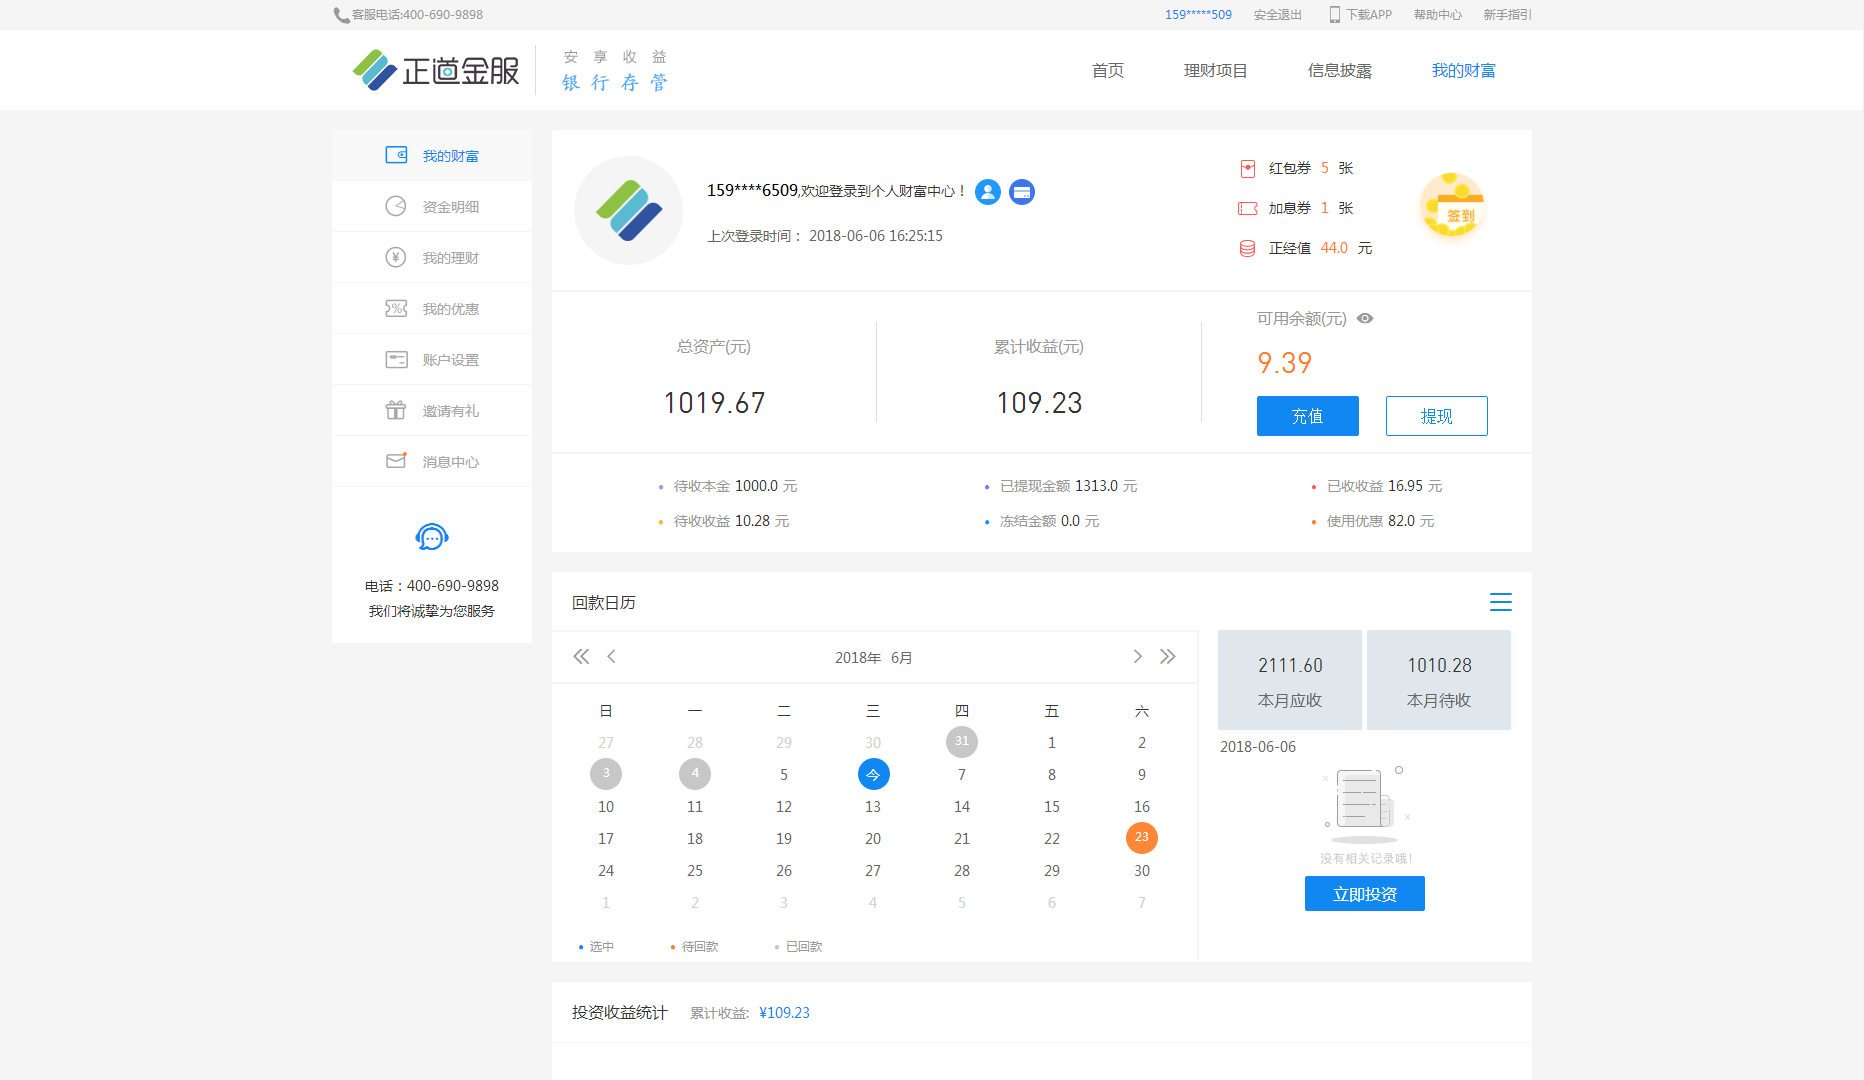 客服电话:400-690-9898
159*****509 安全退出 下载APP 帮助中心 新手指引
正道金服
安享收益
银行存管
首页 理财项目 信息披露 我的财富
我的财富
资金明细
我的理财
我的优惠
账户设置
邀请有礼
消息中心
电话：400-690-9898
我们将诚挚为您服务
159****6509,欢迎登录到个人财富中心！
上次登录时间： 2018-06-06 16:25:15
红包券 5 张
加息券 1 张
正经值 44.0 元
签到
总资产(元)
1019.67
累计收益(元)
109.23
可用余额(元)
9.39
充值 提现
待收本金 1000.0 元 已提现金额 1313.0 元 已收收益 16.95 元
待收收益 10.28 元 冻结金额 0.0 元 使用优惠 82.0 元
回款日历
2018年 6月
日 一 二 三 四 五 六
27 28 29 30 31 1 2
3 4 5 今 7 8 9
10 11 12 13 14 15 16
17 18 19 20 21 22 23
24 25 26 27 28 29 30
1 2 3 4 5 6 7
选中 待回款 已回款
2111.60
本月应收
1010.28
本月待收
2018-06-06
没有相关记录哦!
立即投资
投资收益统计 累计收益: ¥109.23